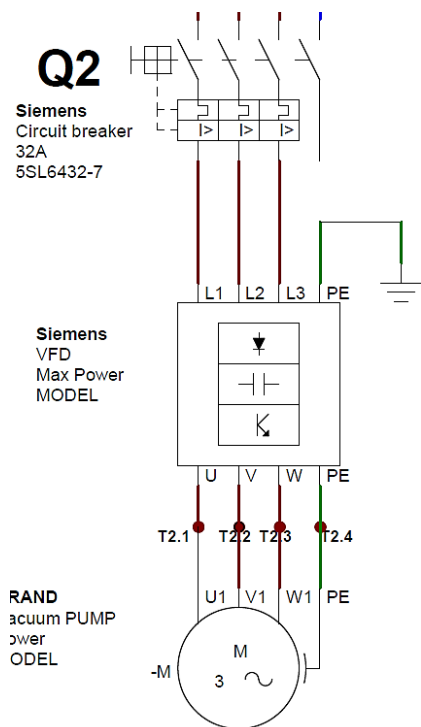 Q2
Siemens
Circuit breaker
32A
5SL6432-7
I> I> I>
L1 L2 L3 PE
Siemens
VFD
Max Power
MODEL
U V W PE
T2.1 T2.2 T2.3 T2.4
U1 V1 W1 PE
RAND
acuum PUMP
ower
ODEL
-M
M
3